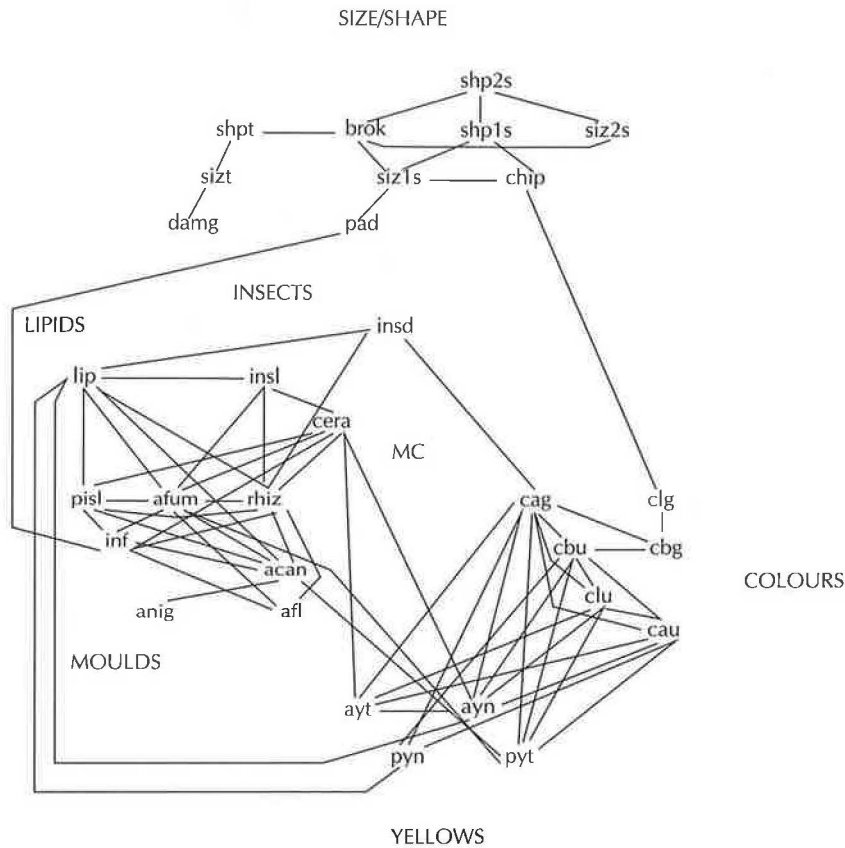 SIZE/SHAPE
shp2s
shpt brok shp1s siz2s
sizt siz1s chip
damg pad
INSECTS
LIPIDS insd
lip insl
cera
MC
pisl afum rhiz cag clg
inf cbu cbg
acan
COLOURS
clu
anig afl
cau
MOULDS
ayt ayn
pyn pyt
YELLOWS